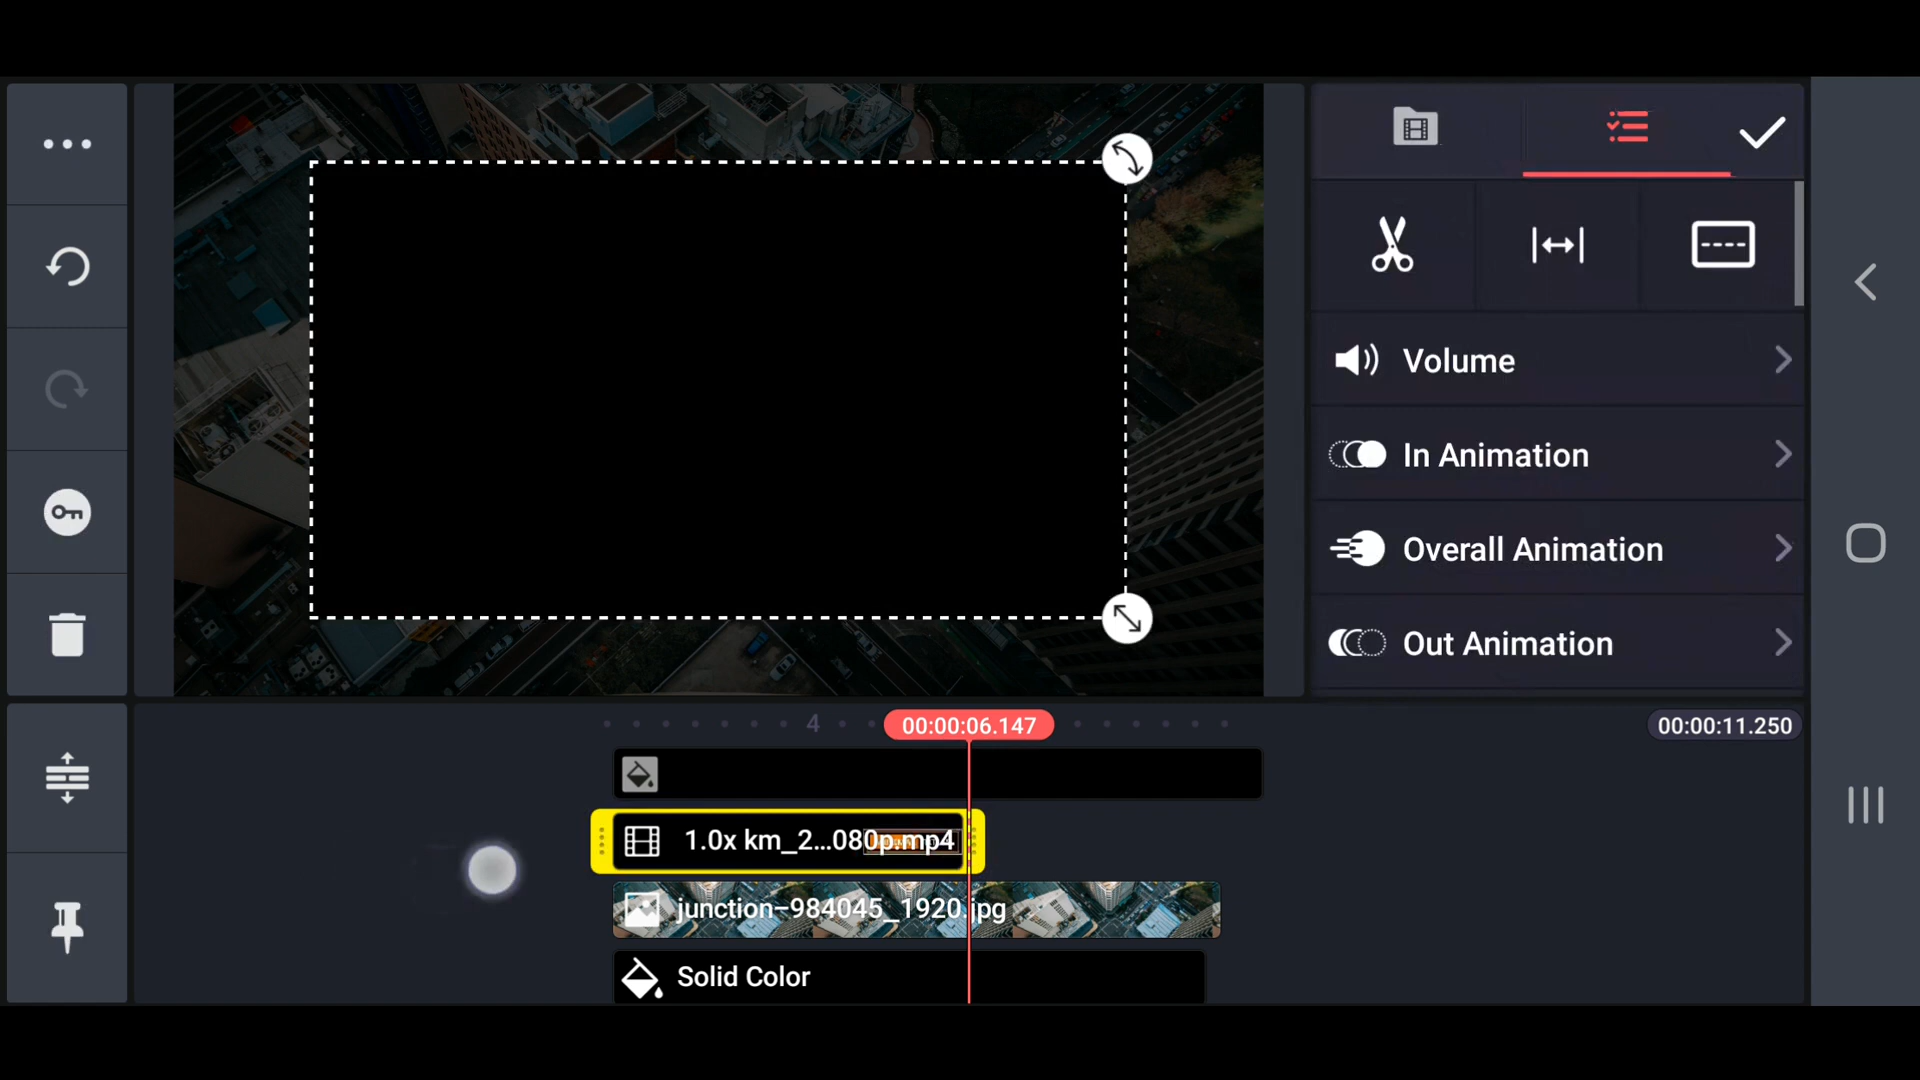 Volume
In Animation
Overall Animation
Out Animation
4
00:00:06.147
00:00:11.250
1.0x km_2...080p.mp4
junction-984045_1920.jpg
Solid Color